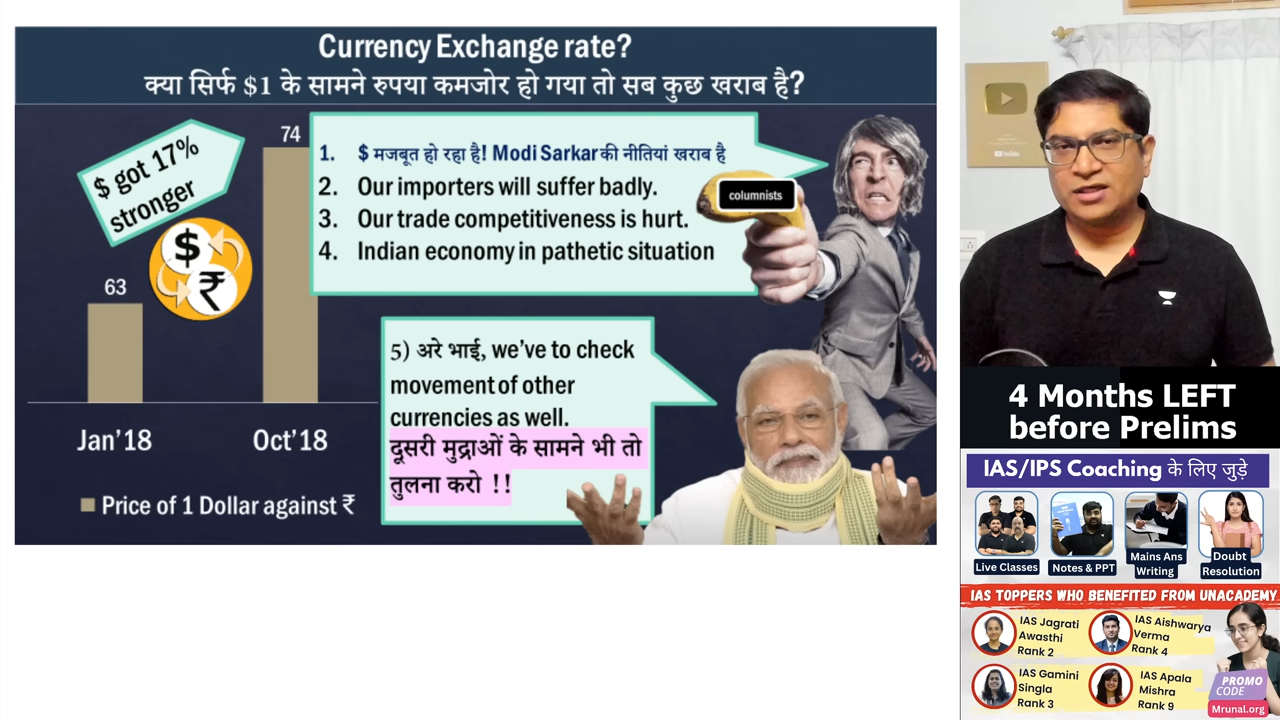 Currency Exchange rate?
क्या सिर्फ $1 के सामने रुपया कमजोर हो गया तो सब कुछ खराब है?
$ got 17%
stronger
$
₹
63
74
Jan'18
Oct'18
Price of 1 Dollar against ₹
1. $ मजबूत हो रहा है! Modi Sarkar की नीतियां खराब है
2. Our importers will suffer badly.
3. Our trade competitiveness is hurt.
4. Indian economy in pathetic situation
columnists
5) अरे भाई, we've to check
movement of other
currencies as well.
दूसरी मुद्राओं के सामने भी तो
तुलना करो !!
YouTube
4 Months LEFT
before Prelims
IAS/IPS Coaching के लिए जुड़े
Live Classes
Notes & PPT
Mains Ans
Writing
Doubt
Resolution
IAS TOPPERS WHO BENEFITED FROM UNACADEMY
IAS Jagrati
Awasthi
Rank 2
IAS Aishwarya
Verma
Rank 4
IAS Gamini
Singla
Rank 3
IAS Apala
Mishra
Rank 9
PROMO
CODE
Mrunal.org